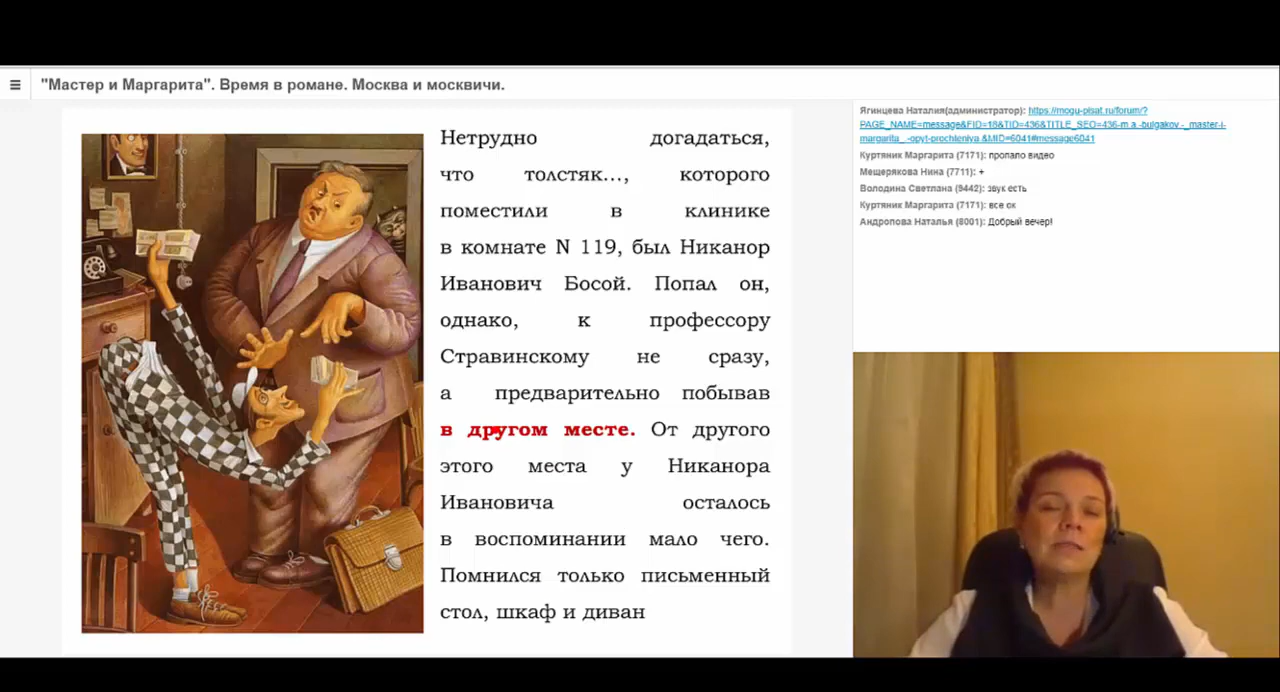 "Мастер и Маргарита". Время в романе. Москва и москвичи.
Нетрудно догадаться,
что толстяк..., которого
поместили в клинике
в комнате N 119, был Никанор
Иванович Босой. Попал он,
однако, к профессору
Стравинскому не сразу,
а предварительно побывав
в другом месте. От другого
этого места у Никанора
Ивановича осталось
в воспоминании мало чего.
Помнился только письменный
стол, шкаф и диван
Ягинцева Наталия(администратор): https://mogu-pisat.ru/forum/?
PAGE_NAME=message&FID=18&TID=436&TITLE_SEO=436-m.a.-bulgakov.-_master-i-
margarita_.-opyt-prochteniya.&MID=6041#message6041
Куртяник Маргарита (7171): пропало видео
Мещерякова Нина (7711): +
Володина Светлана (9442): звук есть
Куртяник Маргарита (7171): все ок
Андропова Наталья (8001): Добрый вечер!